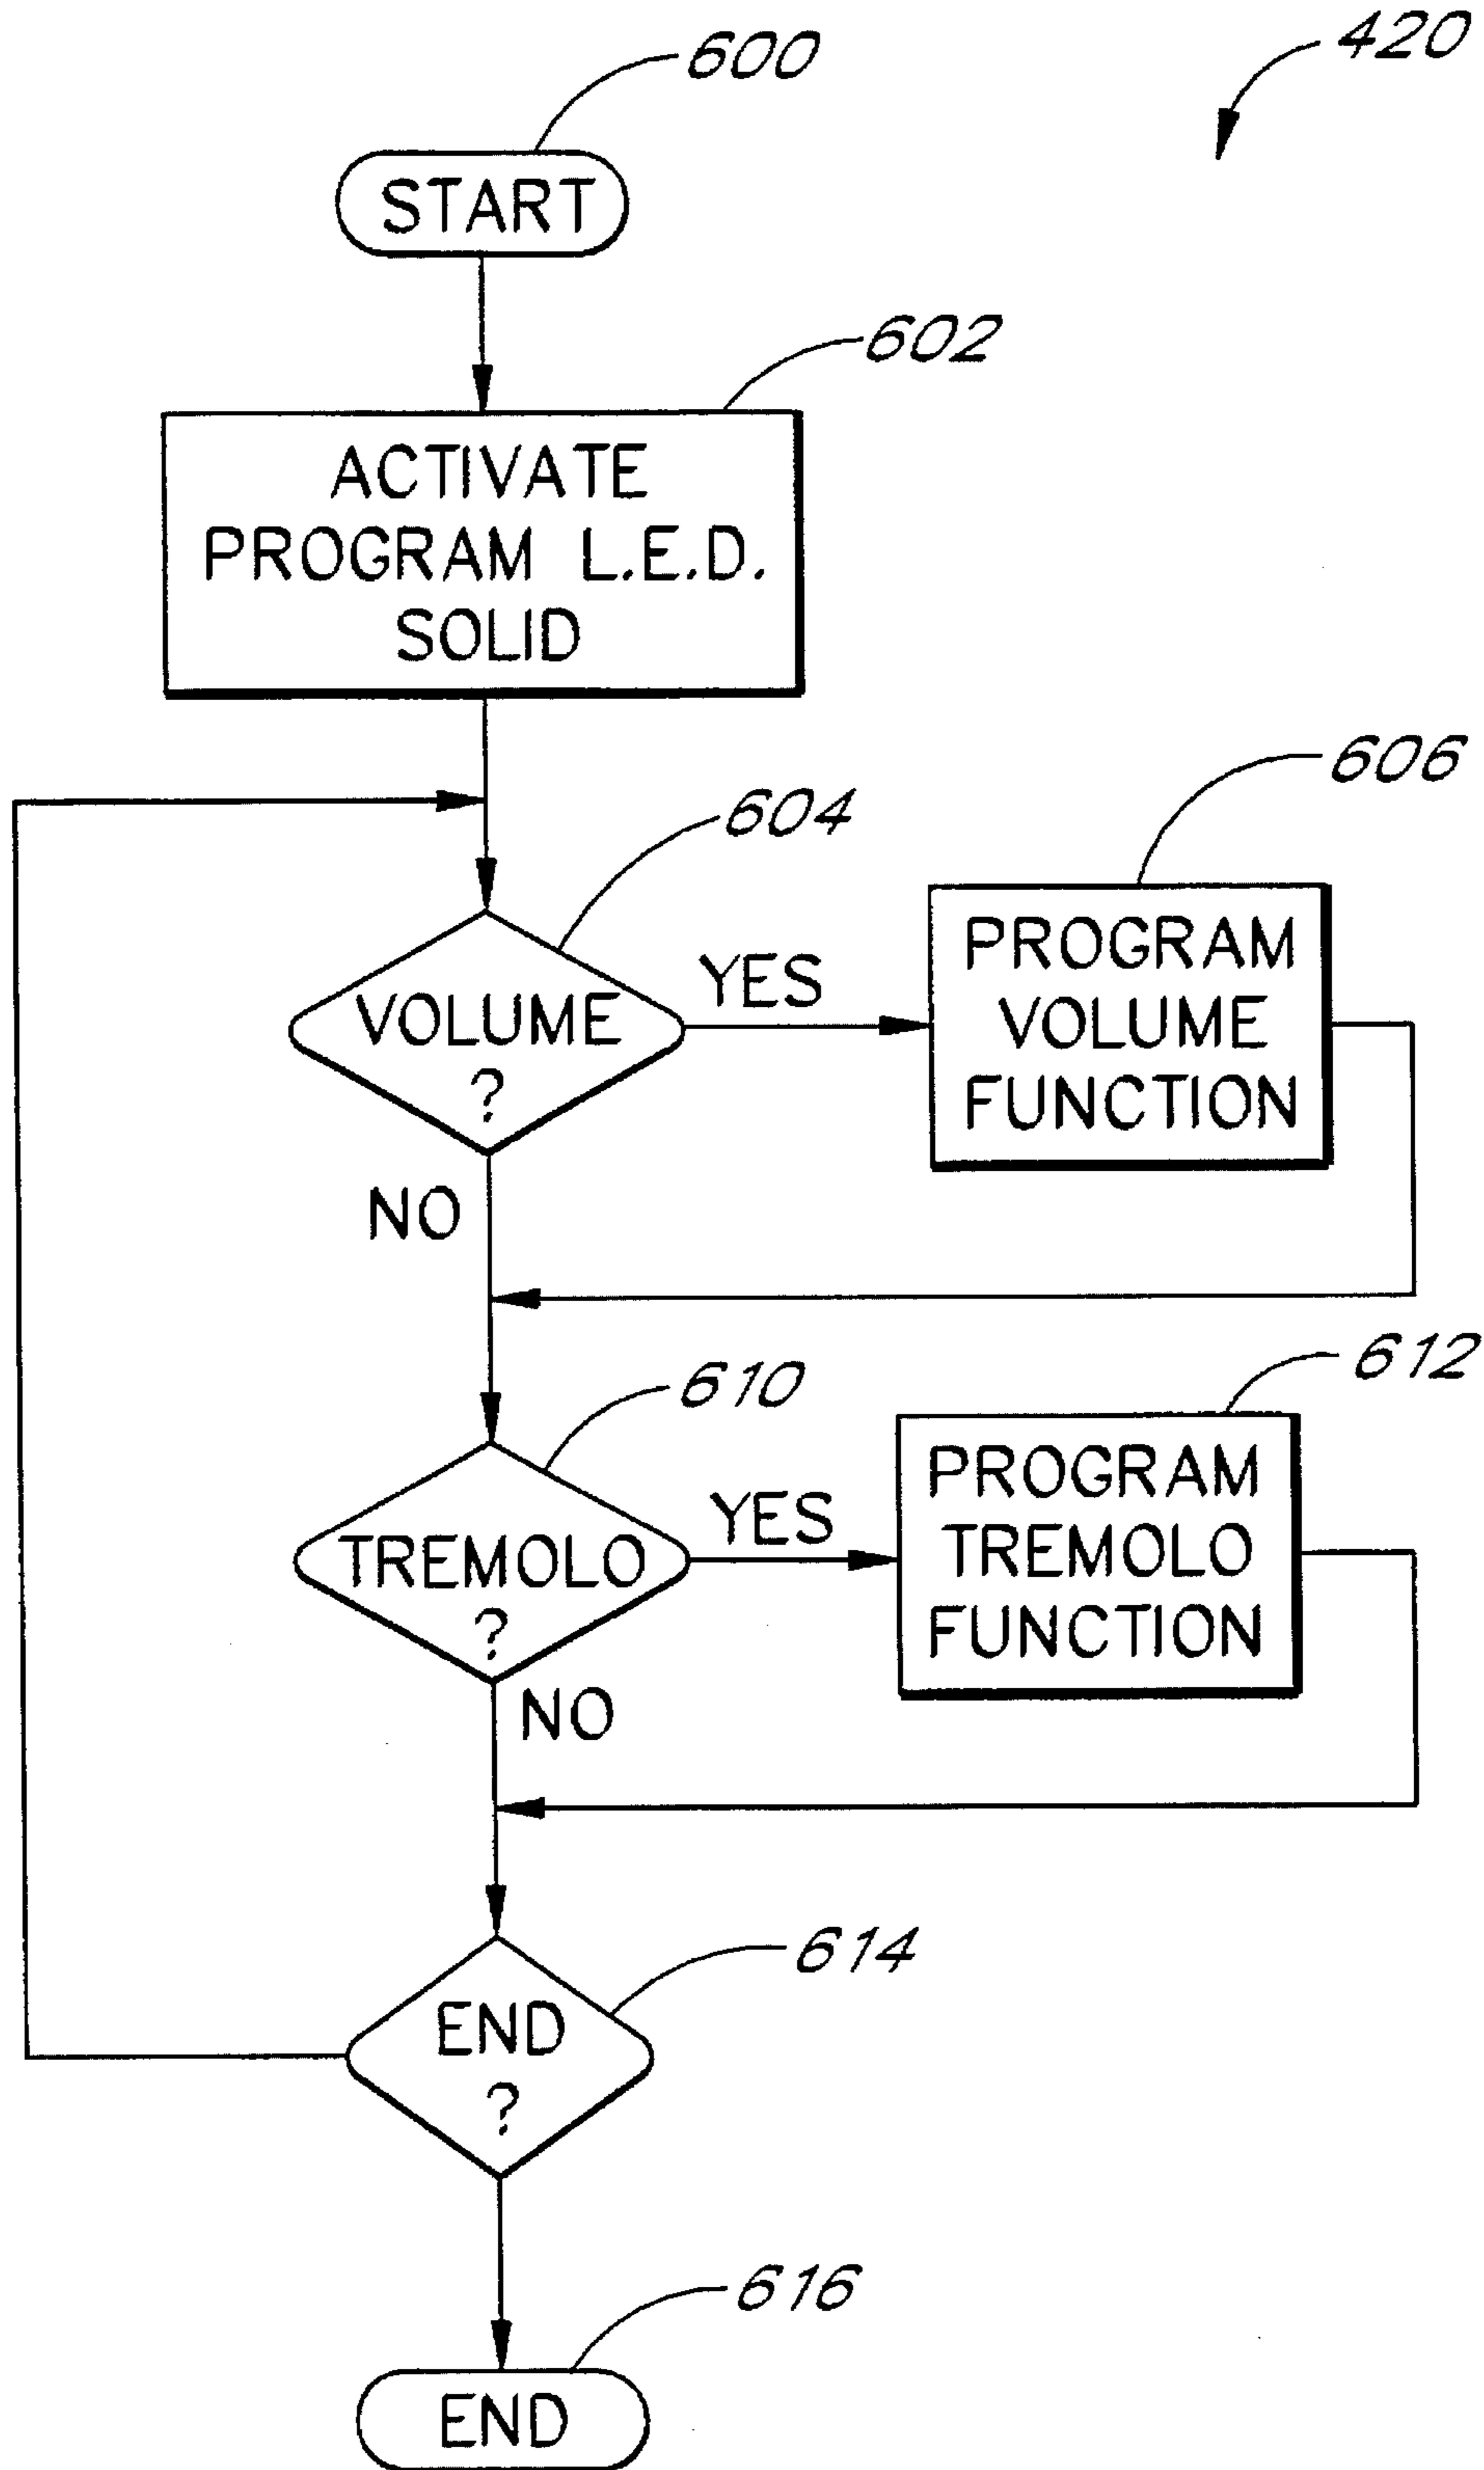 600
420
START
602
ACTIVATE
PROGRAM L.E.D.
SOLID
606
604
VOLUME
?
YES
PROGRAM
VOLUME
FUNCTION
NO
610
612
TREMOLO
?
YES
PROGRAM
TREMOLO
FUNCTION
NO
614
END
?
616
END